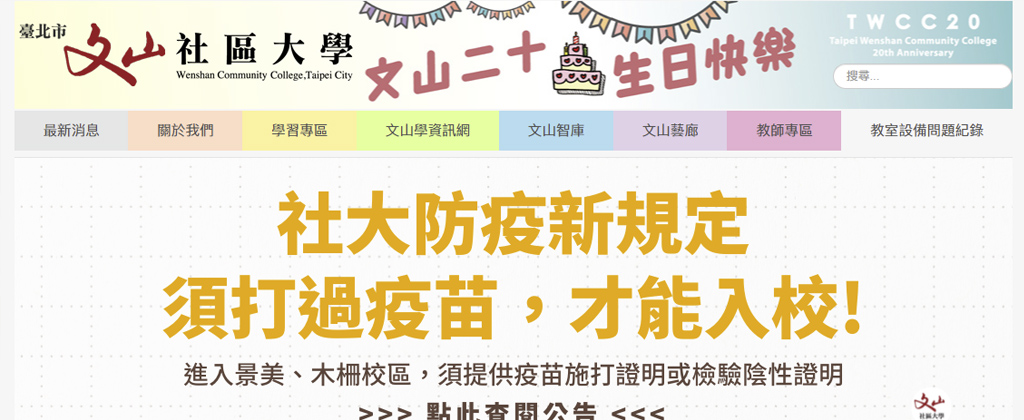 臺北市
文山社區大學
Wenshan Community College,Taipei City
文山二十
生日快樂
TWCC20
Taipei Wenshan Community College
20th Anniversary
搜尋...
最新消息
關於我們
學習專區
文山學資訊網
文山智庫
文山藝廊
教師專區
教室設備問題紀錄
社大防疫新規定
須打過疫苗，才能入校!
進入景美、木柵校區，須提供疫苗施打證明或檢驗陰性證明
>>> 點此查閱公告 <<<
文山
社區大學